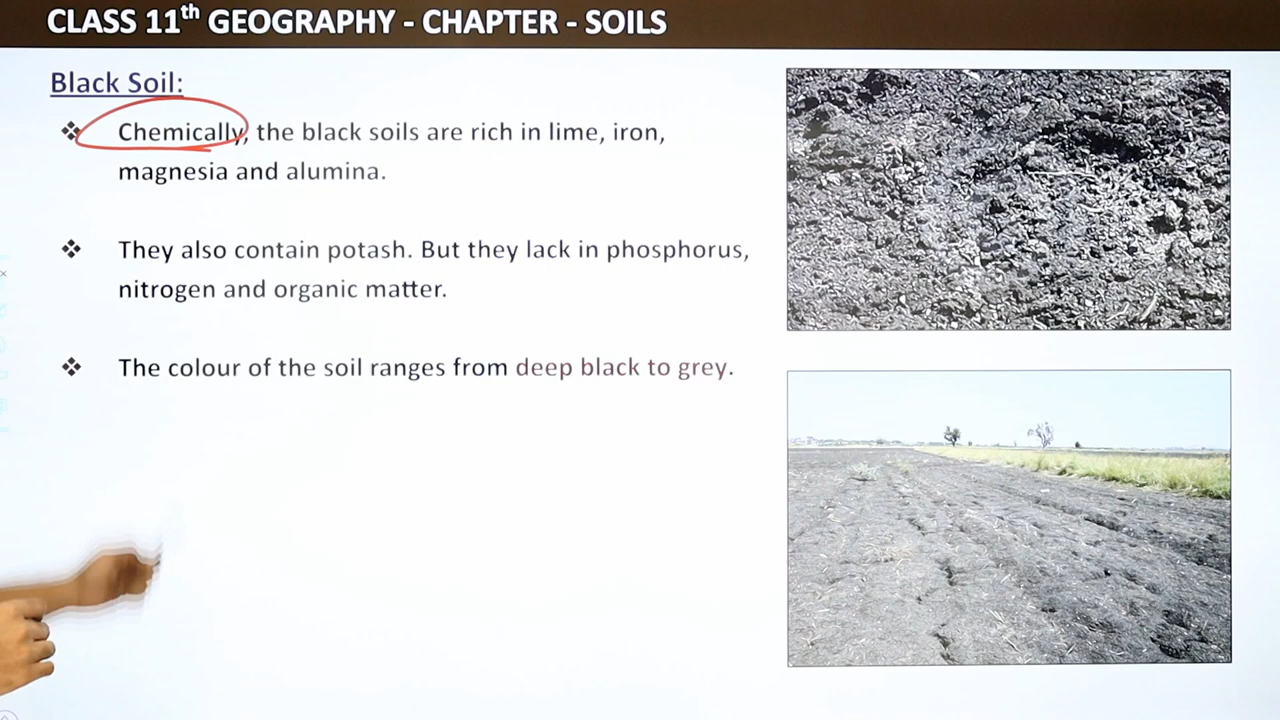 CLASS 11th GEOGRAPHY - CHAPTER - SOILS
Black Soil:
❖ Chemically, the black soils are rich in lime, iron,
magnesia and alumina.
❖ They also contain potash. But they lack in phosphorus,
nitrogen and organic matter.
❖ The colour of the soil ranges from deep black to grey.